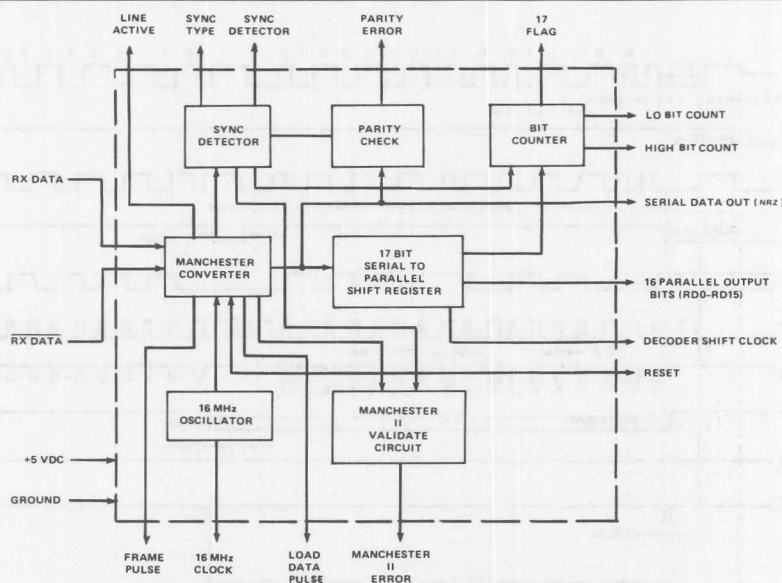 LINE
ACTIVE
SYNC
TYPE
SYNC
DETECTOR
PARITY
ERROR
17
FLAG
SYNC
DETECTOR
PARITY
CHECK
BIT
COUNTER
LO BIT COUNT
HIGH BIT COUNT
RX DATA
SERIAL DATA OUT (NRZ)
MANCHESTER
CONVERTER
17 BIT
SERIAL TO
PARALLEL
SHIFT REGISTER
16 PARALLEL OUTPUT
BITS (RD0-RD15)
RX DATA
DECODER SHIFT CLOCK
RESET
16 MHz
OSCILLATOR
MANCHESTER
II
VALIDATE
CIRCUIT
+5 VDC
GROUND
FRAME
PULSE
16 MHz
CLOCK
LOAD
DATA
PULSE
MANCHESTER
II
ERROR